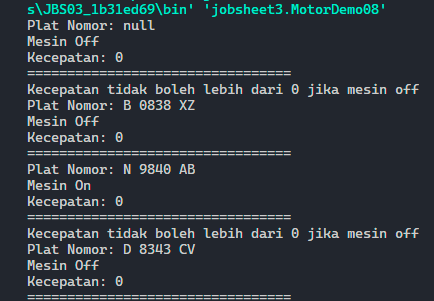 s\JBS03_1b31ed69\bin' 'jobsheet3.MotorDemo08'
Plat Nomor: null
Mesin Off
Kecepatan: 0
=================================
Kecepatan tidak boleh lebih dari 0 jika mesin off
Plat Nomor: B 0838 XZ
Mesin Off
Kecepatan: 0
=================================
Plat Nomor: N 9840 AB
Mesin On
Kecepatan: 0
=================================
Kecepatan tidak boleh lebih dari 0 jika mesin off
Plat Nomor: D 8343 CV
Mesin Off
Kecepatan: 0
=================================